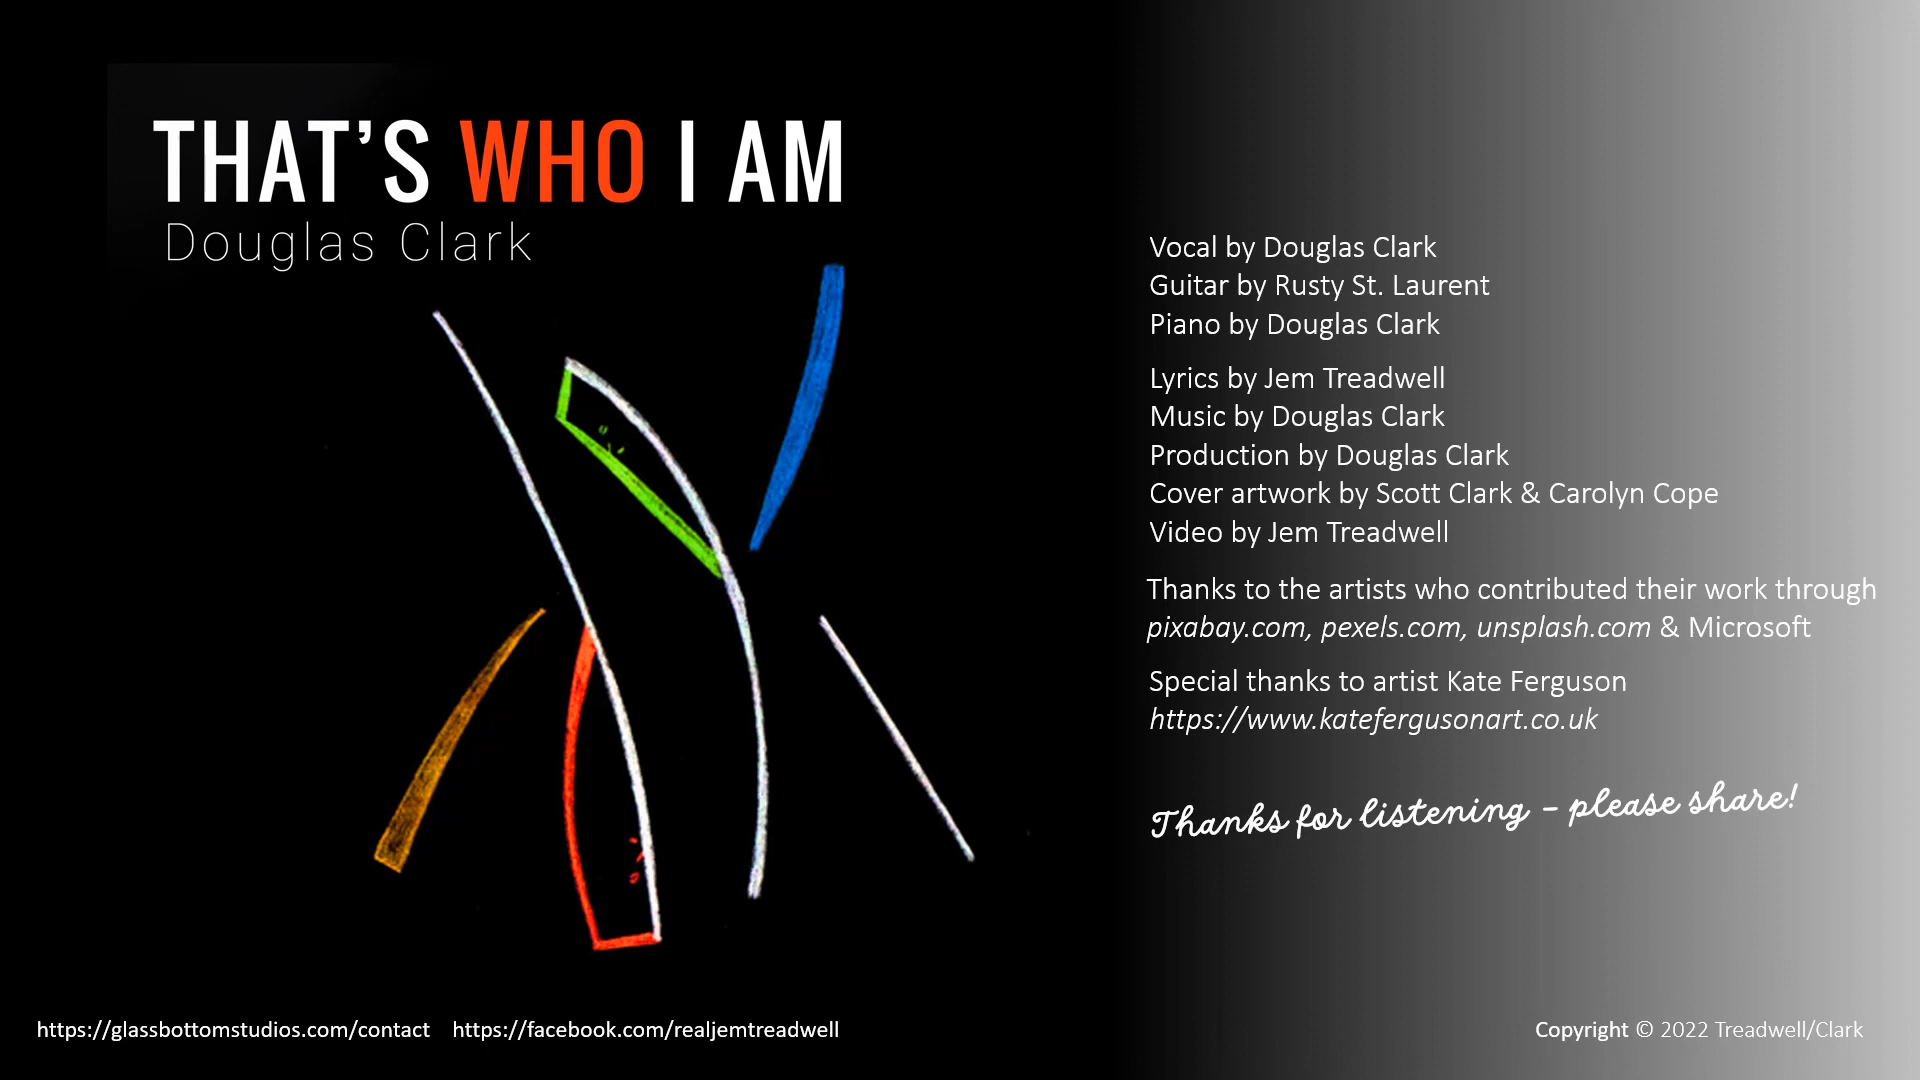 THAT’S WHO I AM
Douglas Clark
Vocal by Douglas Clark
Guitar by Rusty St. Laurent
Piano by Douglas Clark
Lyrics by Jem Treadwell
Music by Douglas Clark
Production by Douglas Clark
Cover artwork by Scott Clark & Carolyn Cope
Video by Jem Treadwell
Thanks to the artists who contributed their work through
pixabay.com, pexels.com, unsplash.com & Microsoft
Special thanks to artist Kate Ferguson
https://www.katefergusonart.co.uk
Thanks for listening – please share!
https://glassbottomstudios.com/contact https://facebook.com/realjemtreadwell
Copyright © 2022 Treadwell/Clark